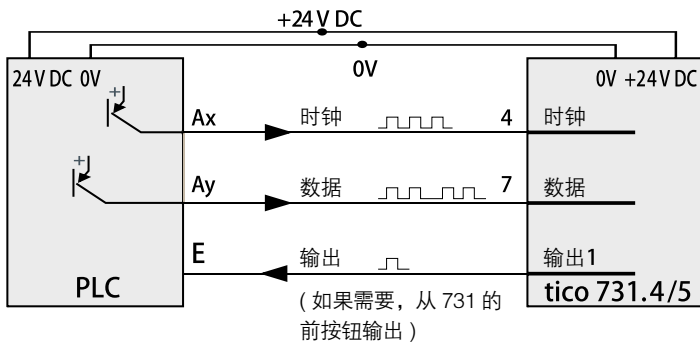 +24 V DC
0V
24 V DC 0V
0V +24 V DC
+
Ax 时钟 4 时钟
+
Ay 数据 7 数据
E 输出 输出1
PLC
tico 731.4/5
( 如果需要，从 731 的
前按钮输出 )